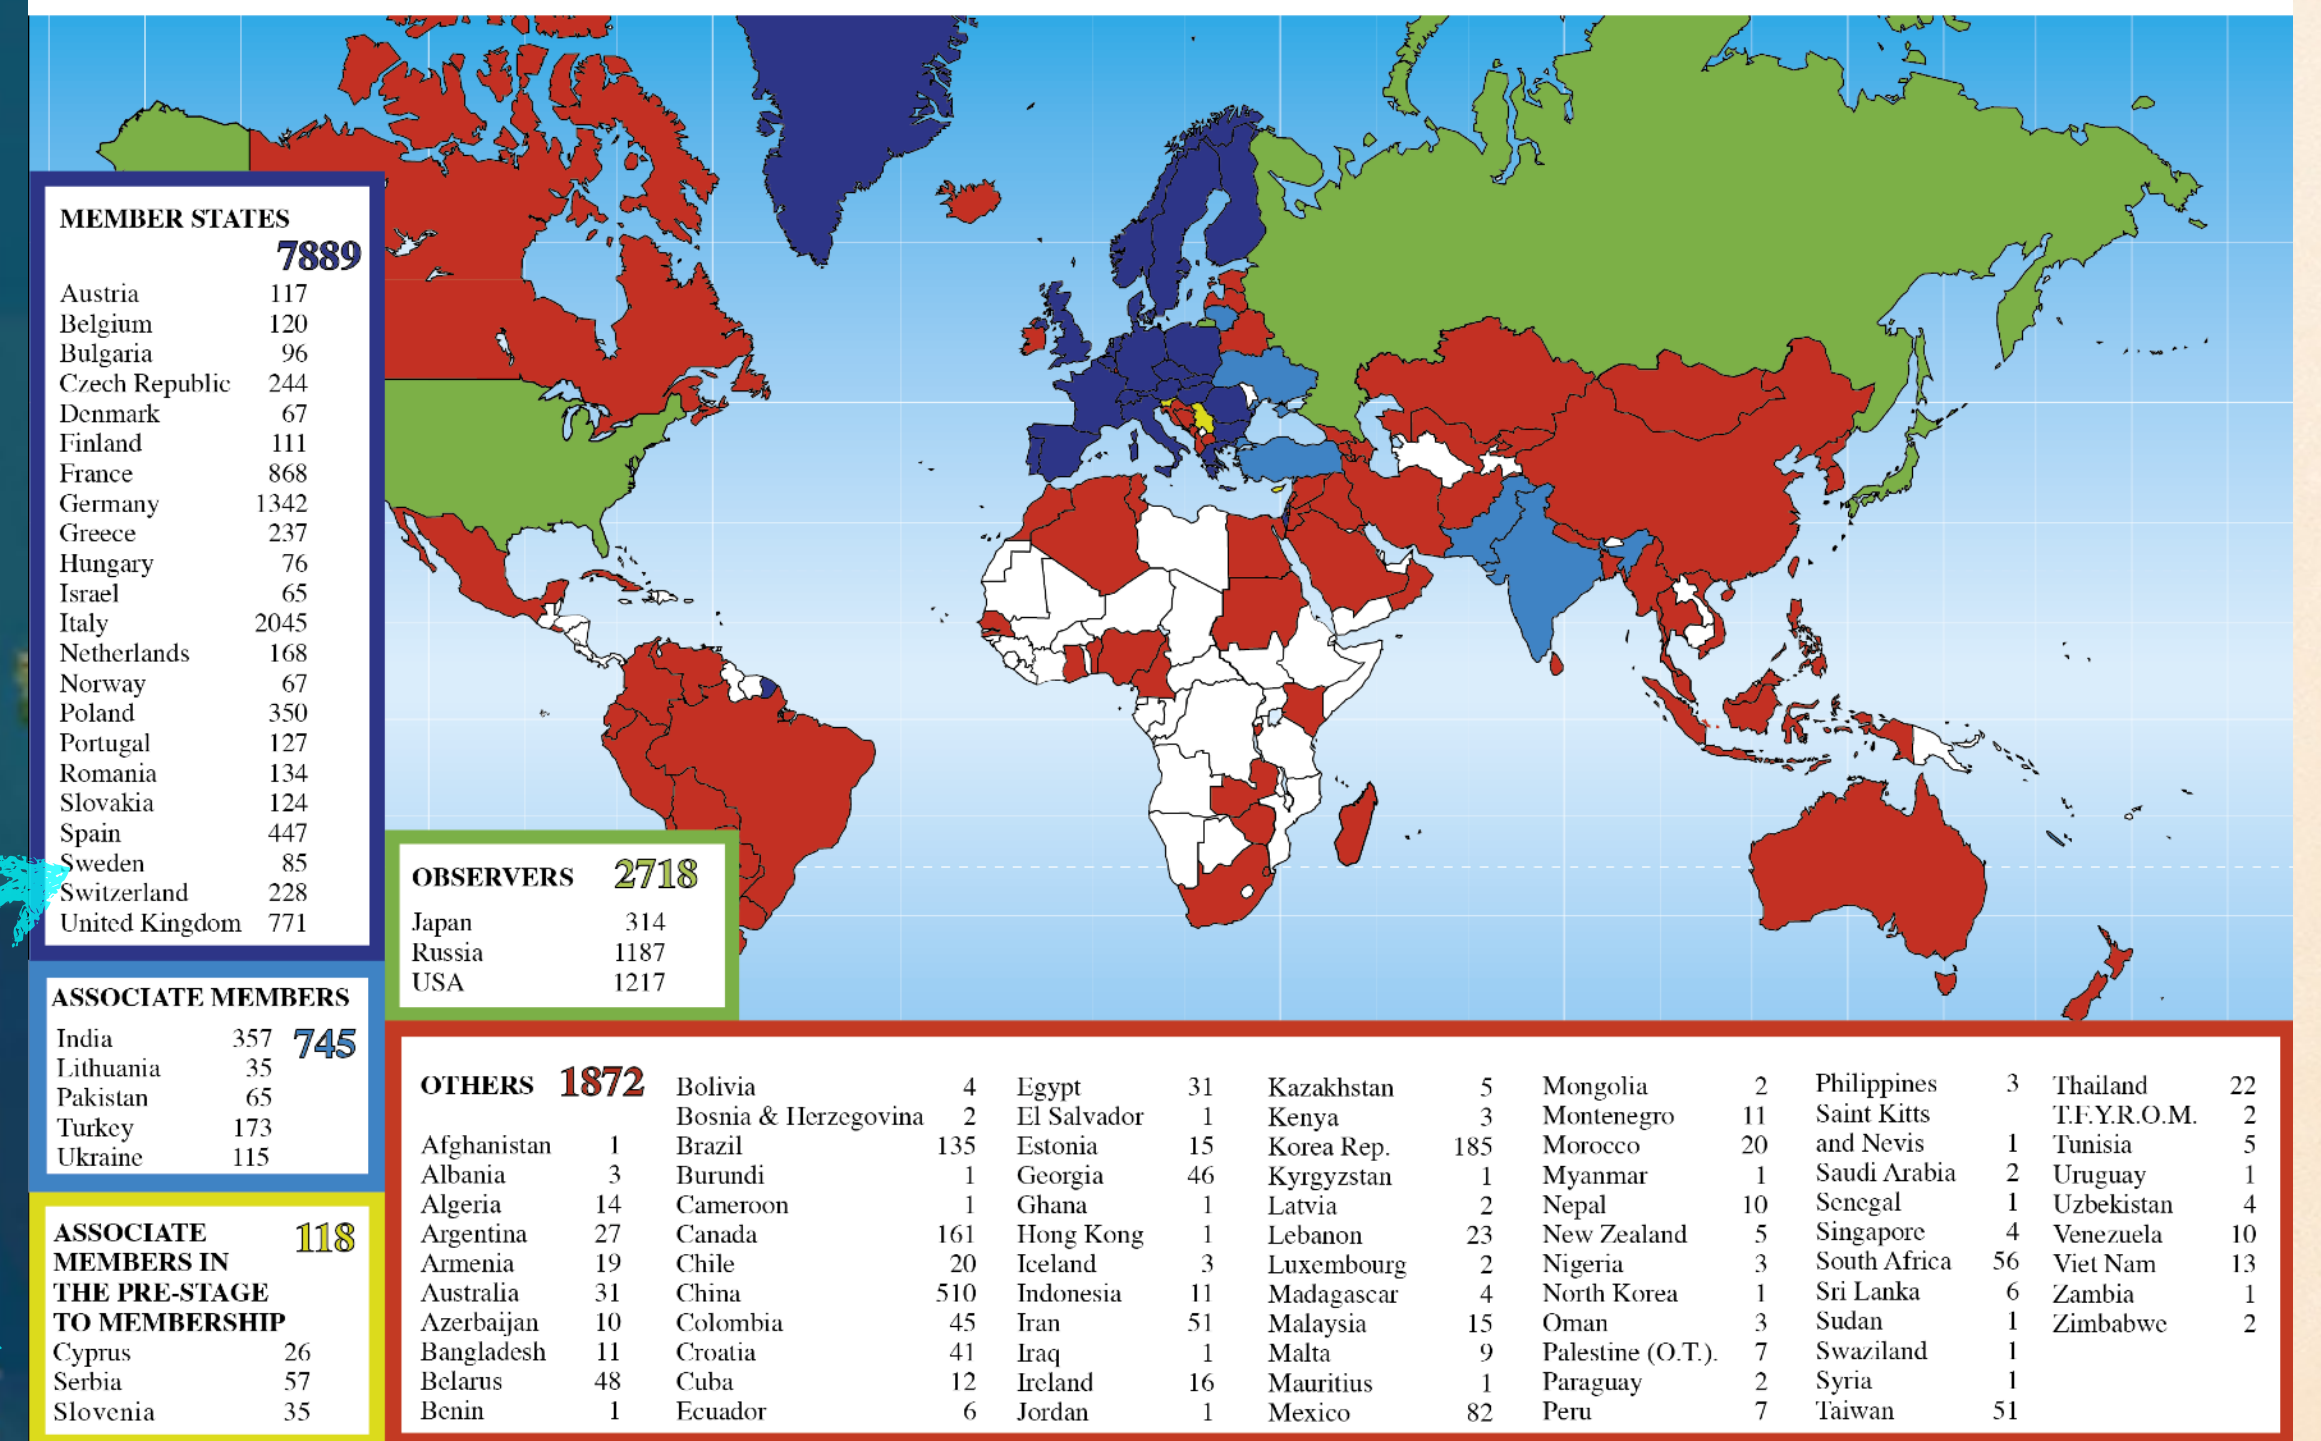 MEMBER STATES
7889
Austria 117
Belgium 120
Bulgaria 96
Czech Republic 244
Denmark 67
Finland 111
France 868
Germany 1342
Greece 237
Hungary 76
Israel 65
Italy 2045
Netherlands 168
Norway 67
Poland 350
Portugal 127
Romania 134
Slovakia 124
Spain 447
Sweden 85
Switzerland 228
United Kingdom 771
ASSOCIATE MEMBERS
745
India 357
Lithuania 35
Pakistan 65
Turkey 173
Ukraine 115
ASSOCIATE 118
MEMBERS IN
THE PRE-STAGE
TO MEMBERSHIP
Cyprus 26
Serbia 57
Slovenia 35
OBSERVERS 2718
Japan 314
Russia 1187
USA 1217
OTHERS 1872
Afghanistan 1
Albania 3
Algeria 14
Argentina 27
Armenia 19
Australia 31
Azerbaijan 10
Bangladesh 11
Belarus 48
Benin 1
Bolivia 4
Bosnia & Herzegovina 2
Brazil 135
Burundi 1
Cameroon 1
Canada 161
Chile 20
China 510
Colombia 45
Croatia 41
Cuba 12
Ecuador 6
Egypt 31
El Salvador 1
Estonia 15
Georgia 46
Ghana 1
Hong Kong 1
Iceland 3
Indonesia 11
Iran 51
Iraq 1
Ireland 16
Jordan 1
Kazakhstan 5
Kenya 3
Korea Rep. 185
Kyrgyzstan 1
Latvia 2
Lebanon 23
Luxembourg 2
Madagascar 4
Malaysia 15
Malta 9
Mauritius 1
Mexico 82
Mongolia 2
Montenegro 11
Morocco 20
Myanmar 1
Nepal 10
New Zealand 5
Nigeria 3
North Korea 1
Oman 3
Palestine (O.T.). 7
Paraguay 2
Peru 7
Philippines 3
Saint Kitts
and Nevis 1
Saudi Arabia 2
Senegal 1
Singapore 4
South Africa 56
Sri Lanka 6
Sudan 1
Swaziland 1
Syria 1
Taiwan 51
Thailand 22
T.F.Y.R.O.M. 2
Tunisia 5
Uruguay 1
Uzbekistan 4
Venezuela 10
Viet Nam 13
Zambia 1
Zimbabwe 2